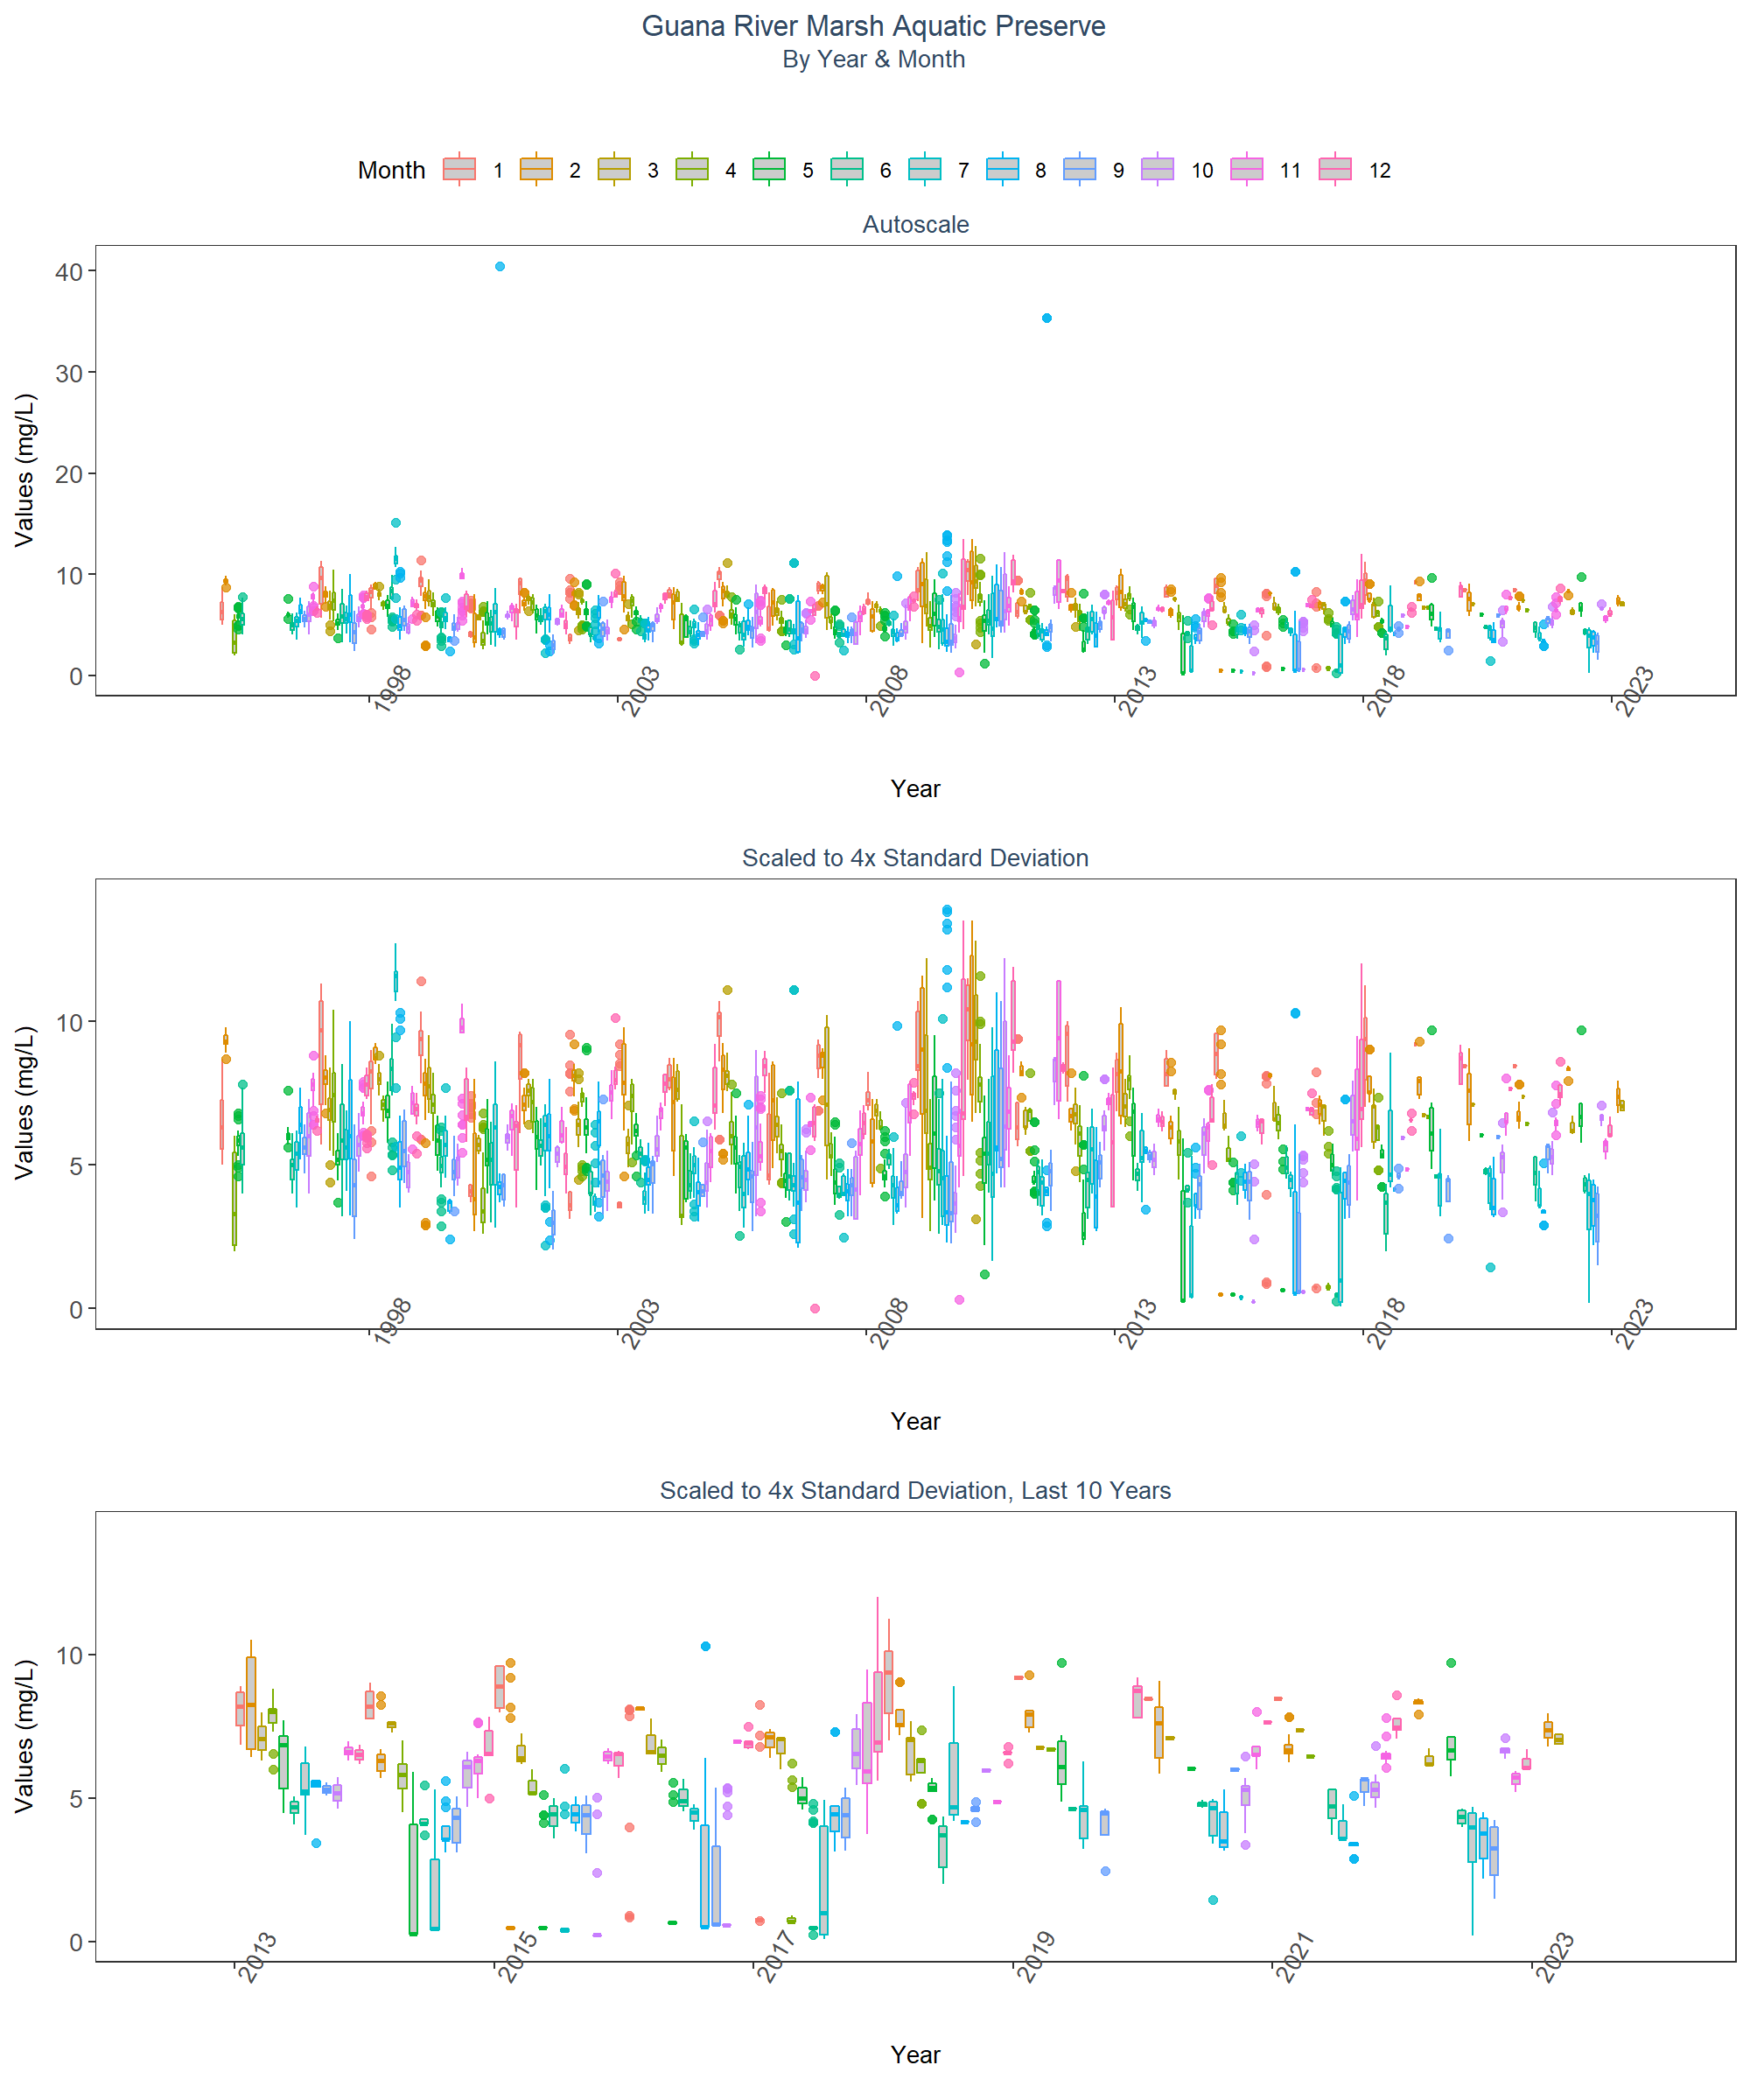 Guana River Marsh Aquatic Preserve
By Year & Month
Month 1 2 3 4 5 6 7 8 9 10 11 12
Autoscale
Values (mg/L)
40
30
20
10
0
1998 2003 2008 2013 2018 2023
Year
Scaled to 4x Standard Deviation
Values (mg/L)
10
5
0
1998 2003 2008 2013 2018 2023
Year
Scaled to 4x Standard Deviation, Last 10 Years
Values (mg/L)
10
5
0
2013 2015 2017 2019 2021 2023
Year